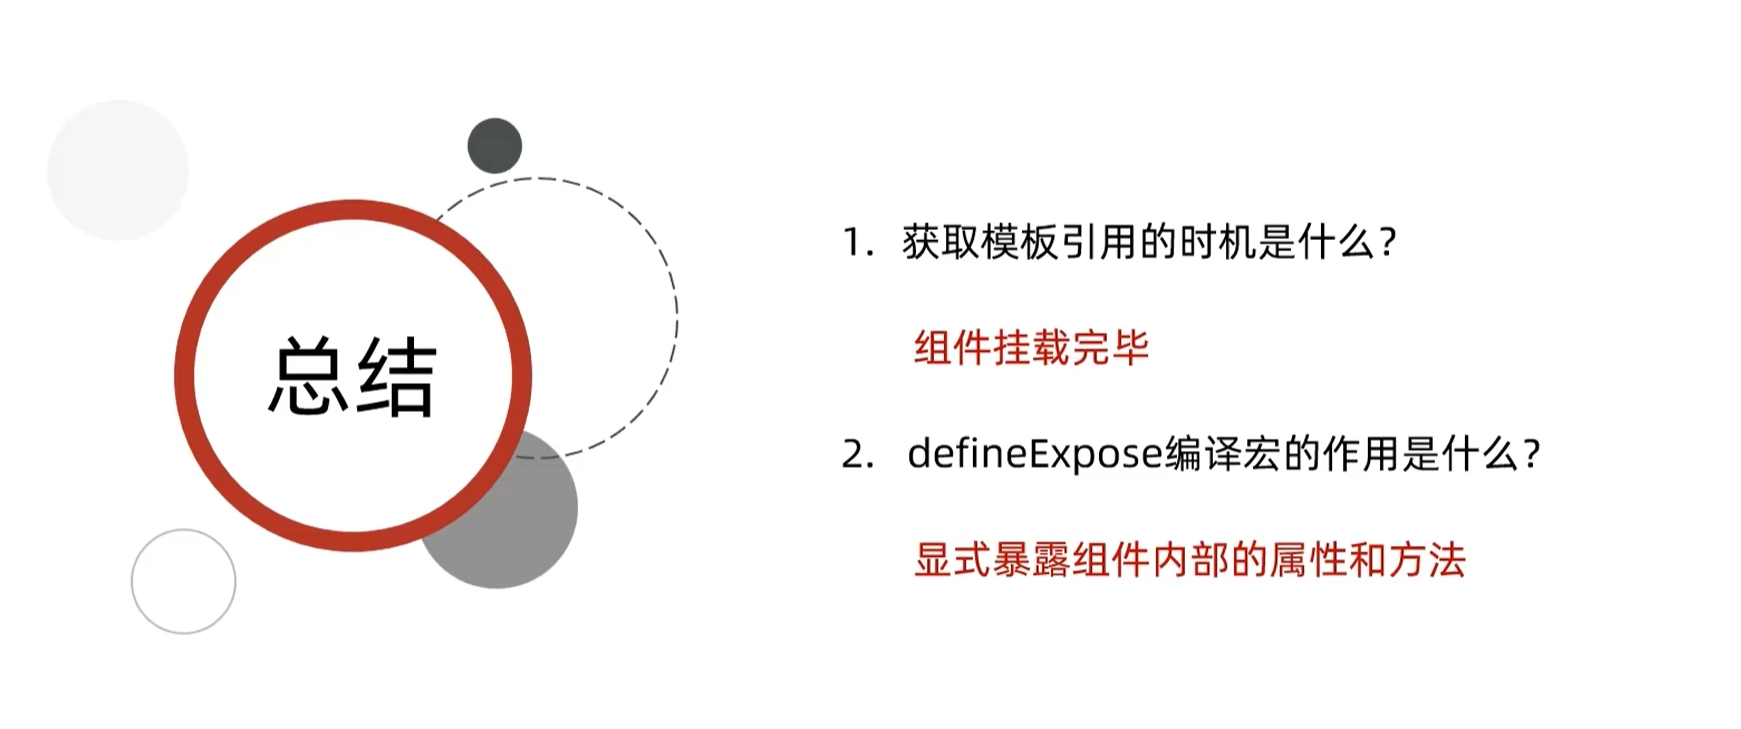 总结
1. 获取模板引用的时机是什么？
组件挂载完毕
2. defineExpose编译宏的作用是什么？
显式暴露组件内部的属性和方法